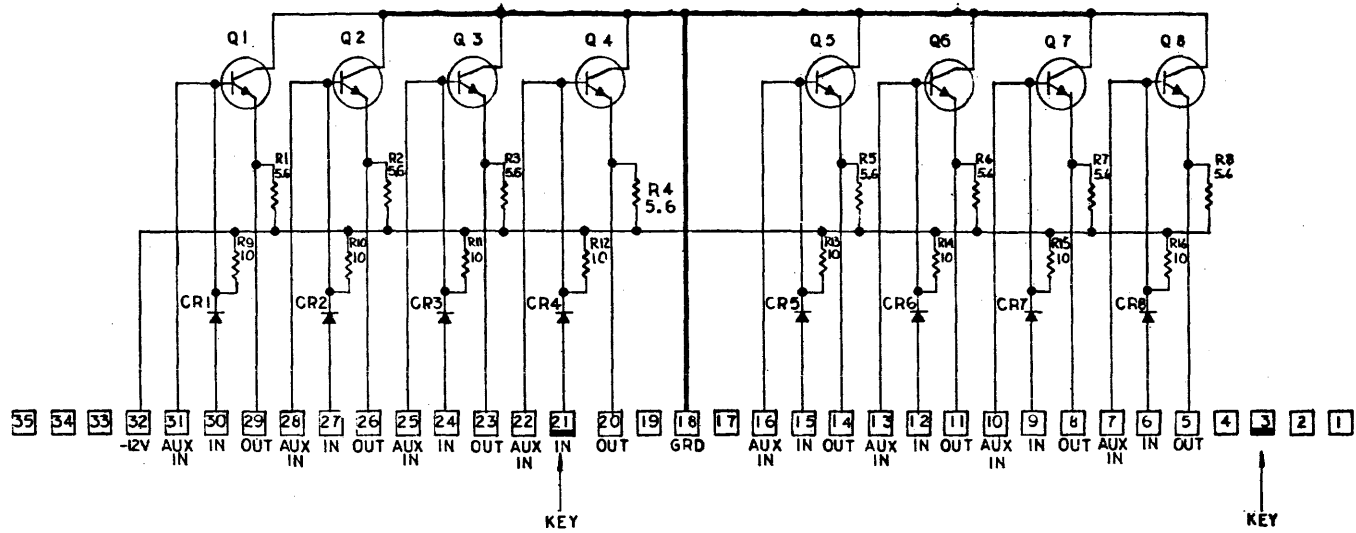 Q1 Q2 Q3 Q4 Q5 Q6 Q7 Q8
R1 R2 R3 R4 R5 R6 R7 R8
5.6 5.6 5.6 5.6 5.6 5.6 5.6 5.6
R9 R10 R11 R12 R13 R14 R15 R16
10 10 10 10 10 10 10 10
CR1 CR2 CR3 CR4 CR5 CR6 CR7 CR8
35 34 33 32 31 30 29 28 27 26 25 24 23 22 21 20 19 18 17 16 15 14 13 12 11 10 9 8 7 6 5 4 3 2 1
-12V AUX IN OUT AUX IN OUT AUX IN OUT AUX IN OUT GRD AUX IN OUT AUX IN OUT AUX IN OUT AUX IN OUT
IN IN IN IN IN IN IN IN
KEY KEY